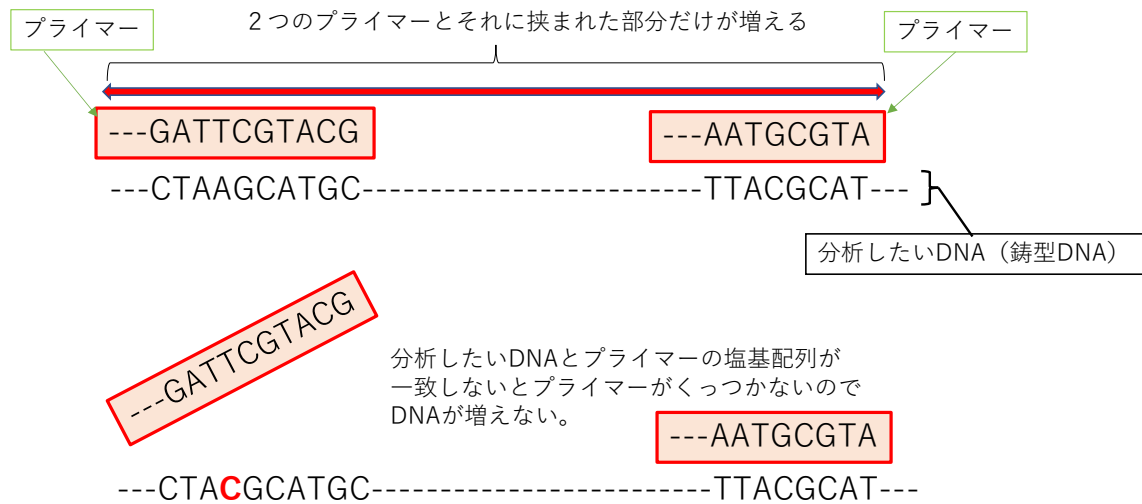 プライマー
２つのプライマーとそれに挟まれた部分だけが増える
プライマー
---GATTCGTACG
---AATGCGTA
---CTAAGCATGC-----------------------TTACGCAT---
分析したいDNA（鋳型DNA）
---GATTCGTACG
分析したいDNAとプライマーの塩基配列が
一致しないとプライマーがくっつかないので
DNAが増えない。
---AATGCGTA
---CTACGCATGC-----------------------TTACGCAT---